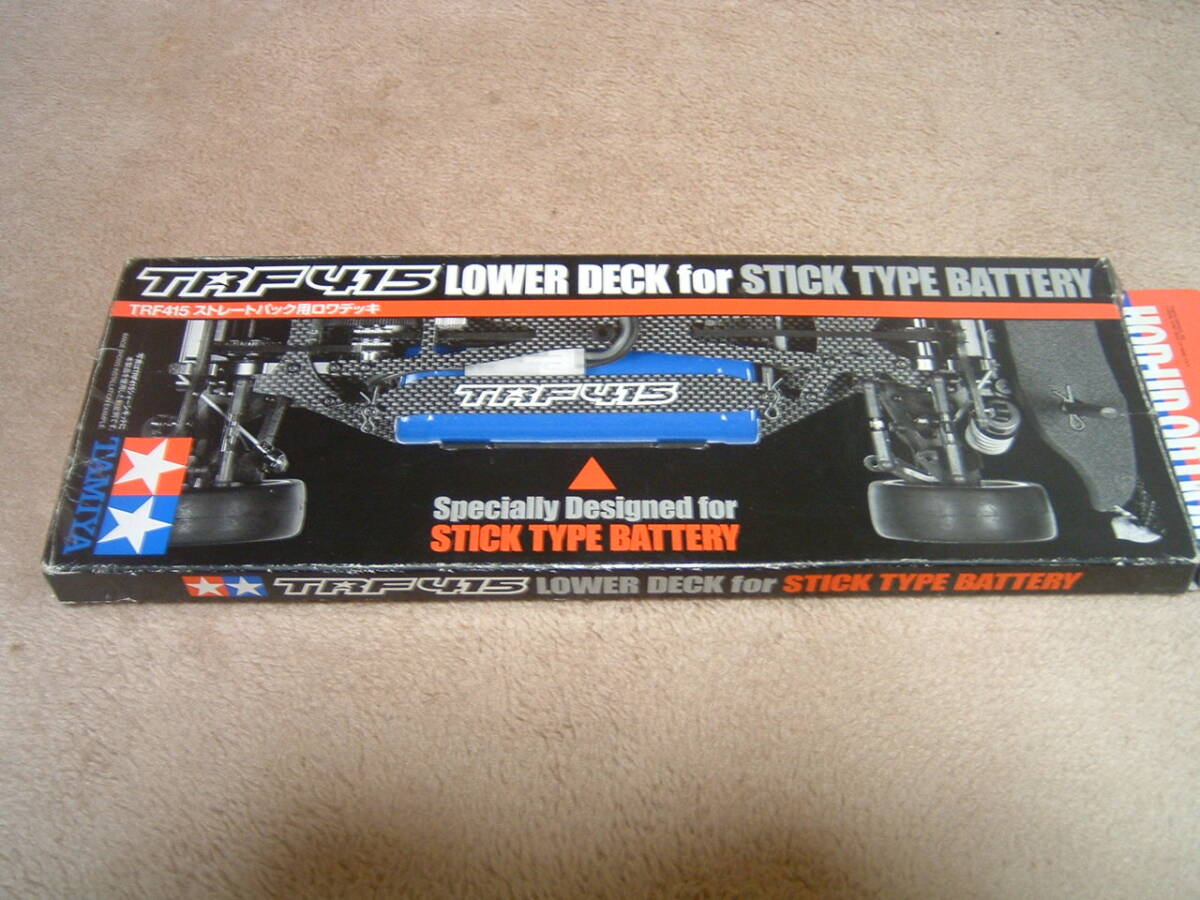 TRF415 LOWER DECK for STICK TYPE BATTERY
TRF415 ストレートパック用ロワデッキ
TRF415
TAMIYA
Specially Designed for
STICK TYPE BATTERY
TRF415 LOWER DECK for STICK TYPE BATTERY